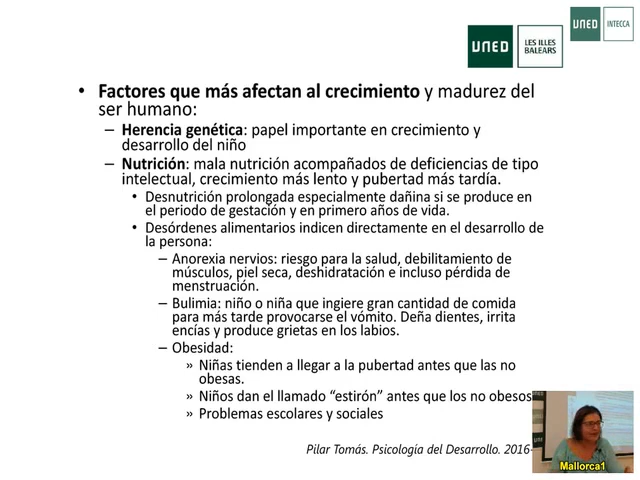 UNED
INTECCA
UNED
LES ILLES
BALEARS
• Factores que más afectan al crecimiento y madurez del
ser humano:
– Herencia genética: papel importante en crecimiento y
desarrollo del niño
– Nutrición: mala nutrición acompañados de deficiencias de tipo
intelectual, crecimiento más lento y pubertad más tardía.
• Desnutrición prolongada especialmente dañina si se produce en
el periodo de gestación y en primero años de vida.
• Desórdenes alimentarios indicen directamente en el desarrollo de
la persona:
– Anorexia nervios: riesgo para la salud, debilitamiento de
músculos, piel seca, deshidratación e incluso pérdida de
menstruación.
– Bulimia: niño o niña que ingiere gran cantidad de comida
para más tarde provocarse el vómito. Deña dientes, irrita
encías y produce grietas en los labios.
– Obesidad:
» Niñas tienden a llegar a la pubertad antes que las no
obesas.
» Niños dan el llamado “estirón” antes que los no obesos
» Problemas escolares y sociales
Pilar Tomás. Psicología del Desarrollo. 2016-
Mallorca1